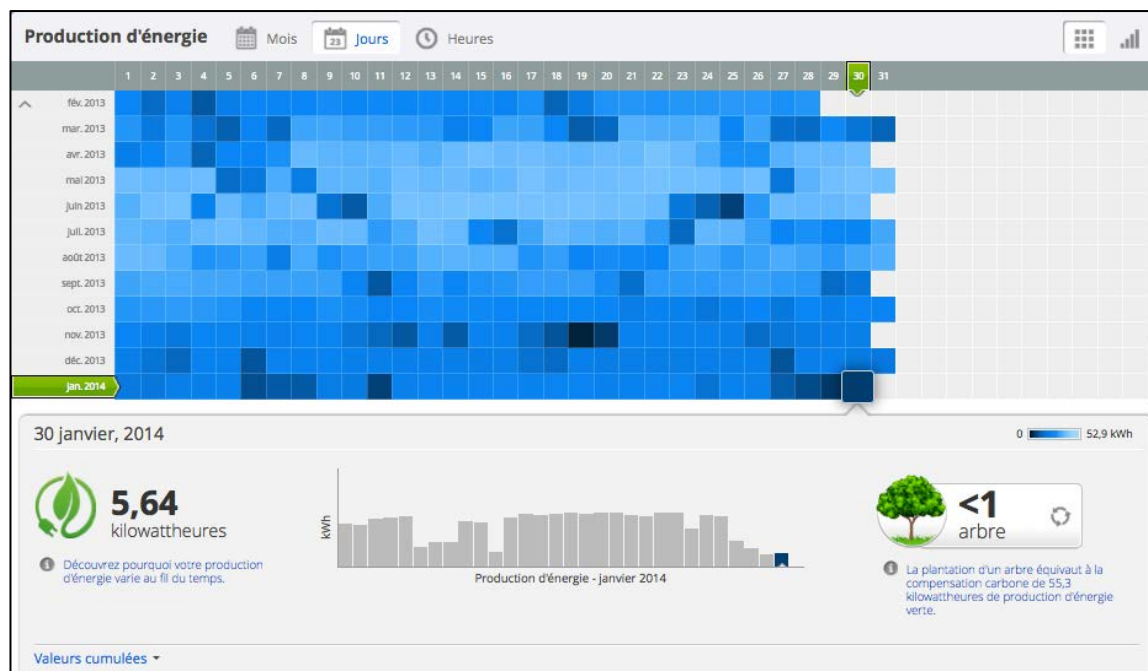 Production d'énergie 23 Mois Jours Heures
1 2 3 4 5 6 7 8 9 10 11 12 13 14 15 16 17 18 19 20 21 22 23 24 25 26 27 28 29 30 31
fév. 2013
mar. 2013
avr. 2013
mai 2013
juin 2013
juil. 2013
août 2013
sept. 2013
oct. 2013
nov. 2013
déc. 2013
jan. 2014
30 janvier, 2014
0 52,9 kWh
5,64
kilowattheures
Découvrez pourquoi votre production
d'énergie varie au fil du temps.
kWh
Production d'énergie - janvier 2014
<1
arbre
La plantation d'un arbre équivaut à la
compensation carbone de 55,3
kilowattheures de production d'énergie
verte.
Valeurs cumulées